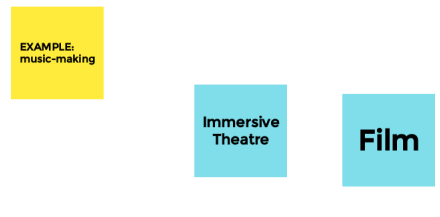 EXAMPLE:
music-making
Immersive
Theatre
Film